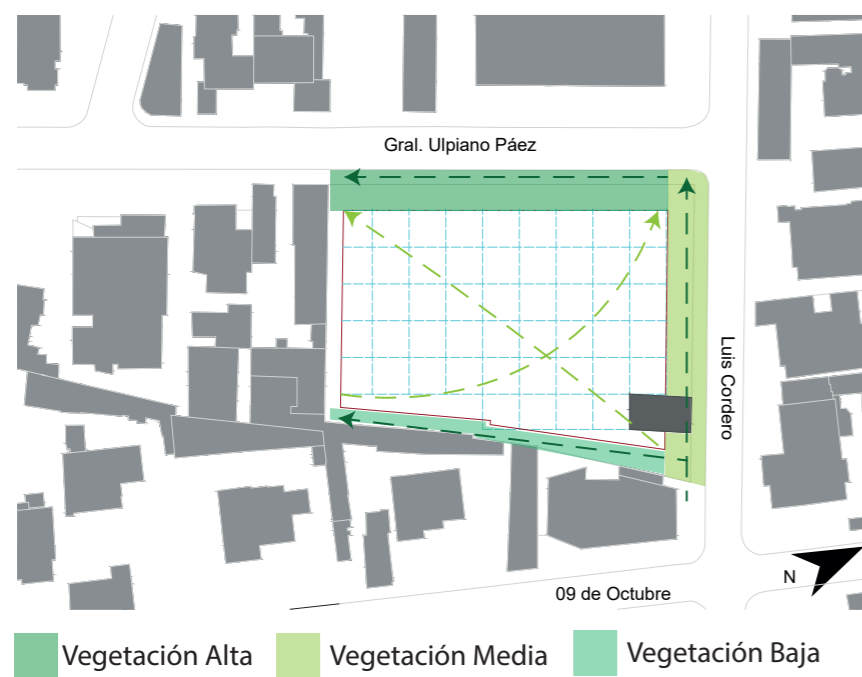 Gral. Ulpiano Páez
Luis Cordero
N
09 de Octubre
Vegetación Alta
Vegetación Media
Vegetación Baja